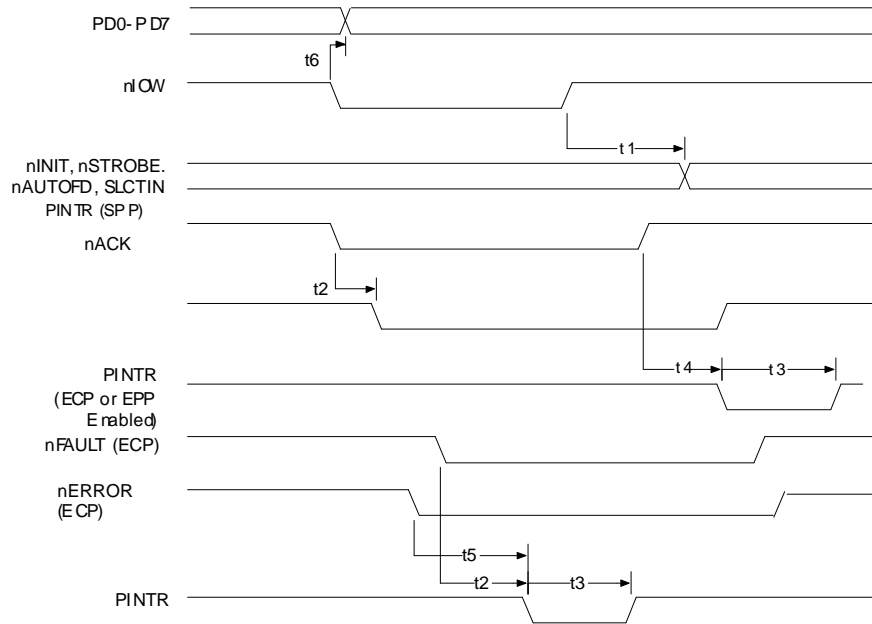 PD0-PD7
t6
nIOW
t1
nINIT, nSTROBE.
nAUTOFD, SLCTIN
PINTR (SPP)
nACK
t2
t4
t3
PINTR
(ECP or EPP
Enabled)
nFAULT (ECP)
nERROR
(ECP)
t5
t2
t3
PINTR